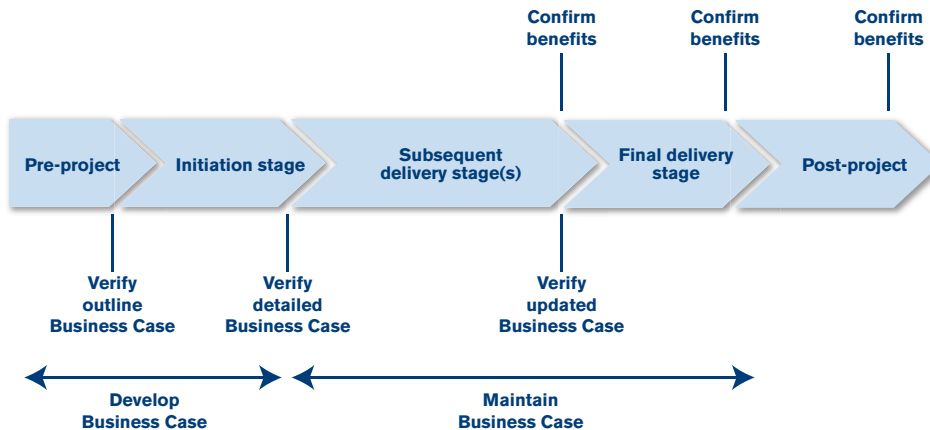 Confirm
benefits
Confirm
benefits
Confirm
benefits
Pre-project
Initiation stage
Subsequent
delivery stage(s)
Final delivery
stage
Post-project
Verify
outline
Business Case
Verify
detailed
Business Case
Verify
updated
Business Case
Develop
Business Case
Maintain
Business Case